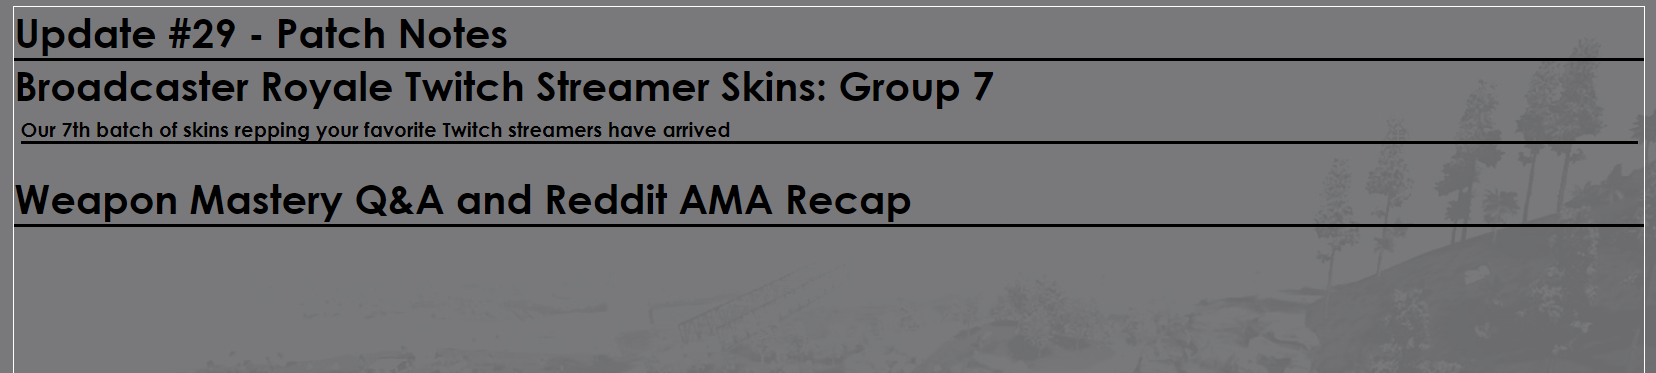 Update #29 - Patch Notes
Broadcaster Royale Twitch Streamer Skins: Group 7
Our 7th batch of skins repping your favorite Twitch streamers have arrived
Weapon Mastery Q&A and Reddit AMA Recap